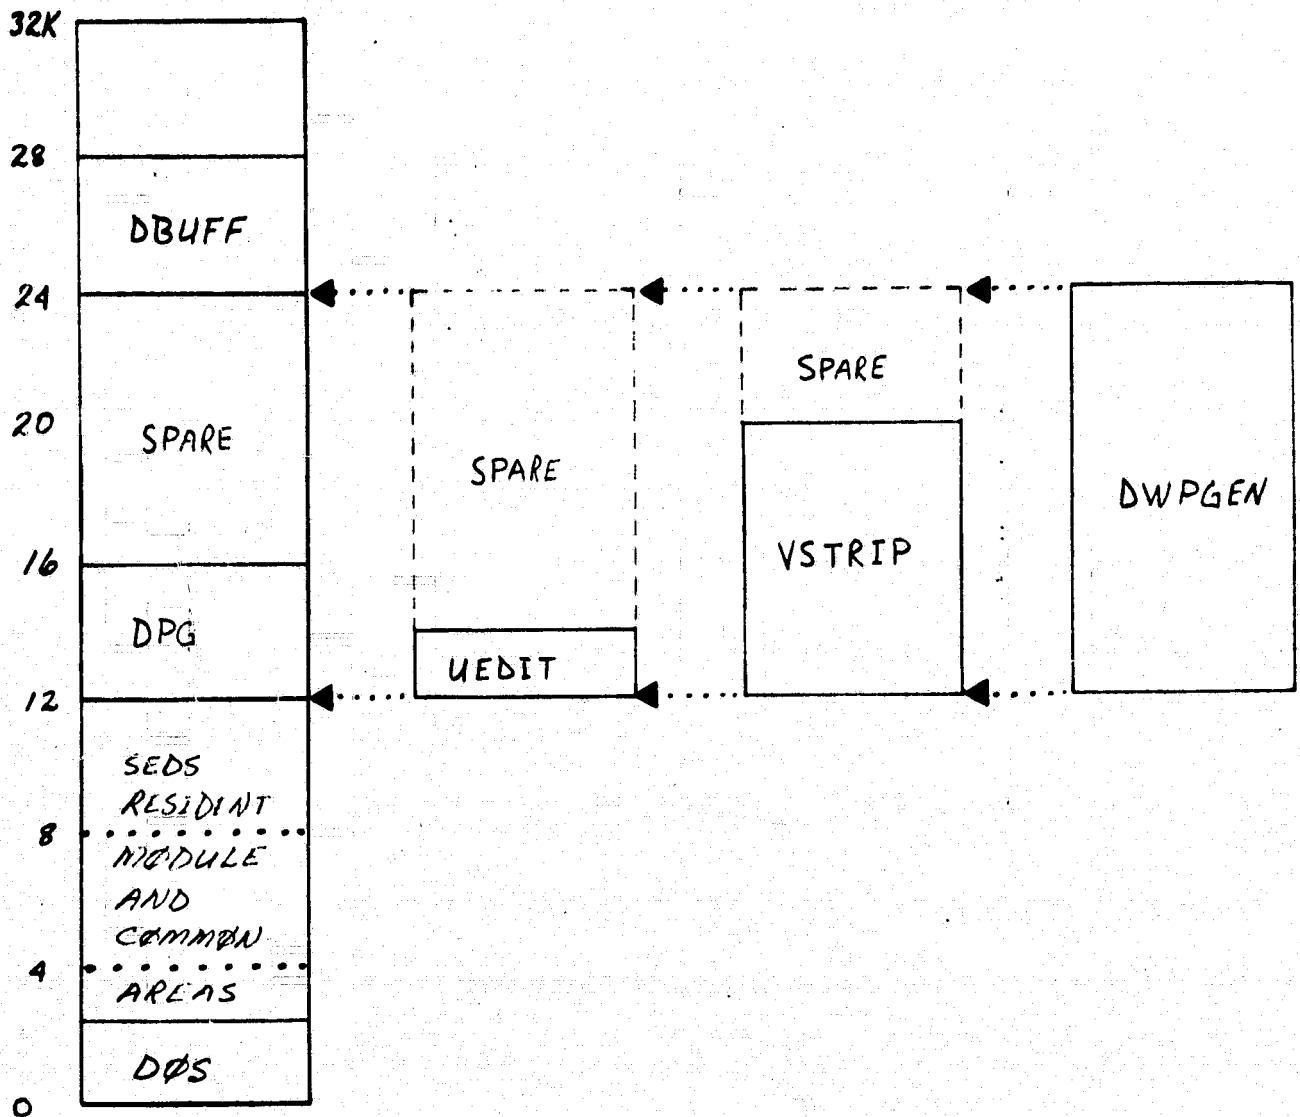 32K
28
DBUFF
24
SPARE
20
SPARE
SPARE
VSTRIP
DWPGEN
16
DPG
UEDIT
12
SEDS
RESIDENT
8
MØDULE
AND
CØMMØN
4
AREAS
DØS
0